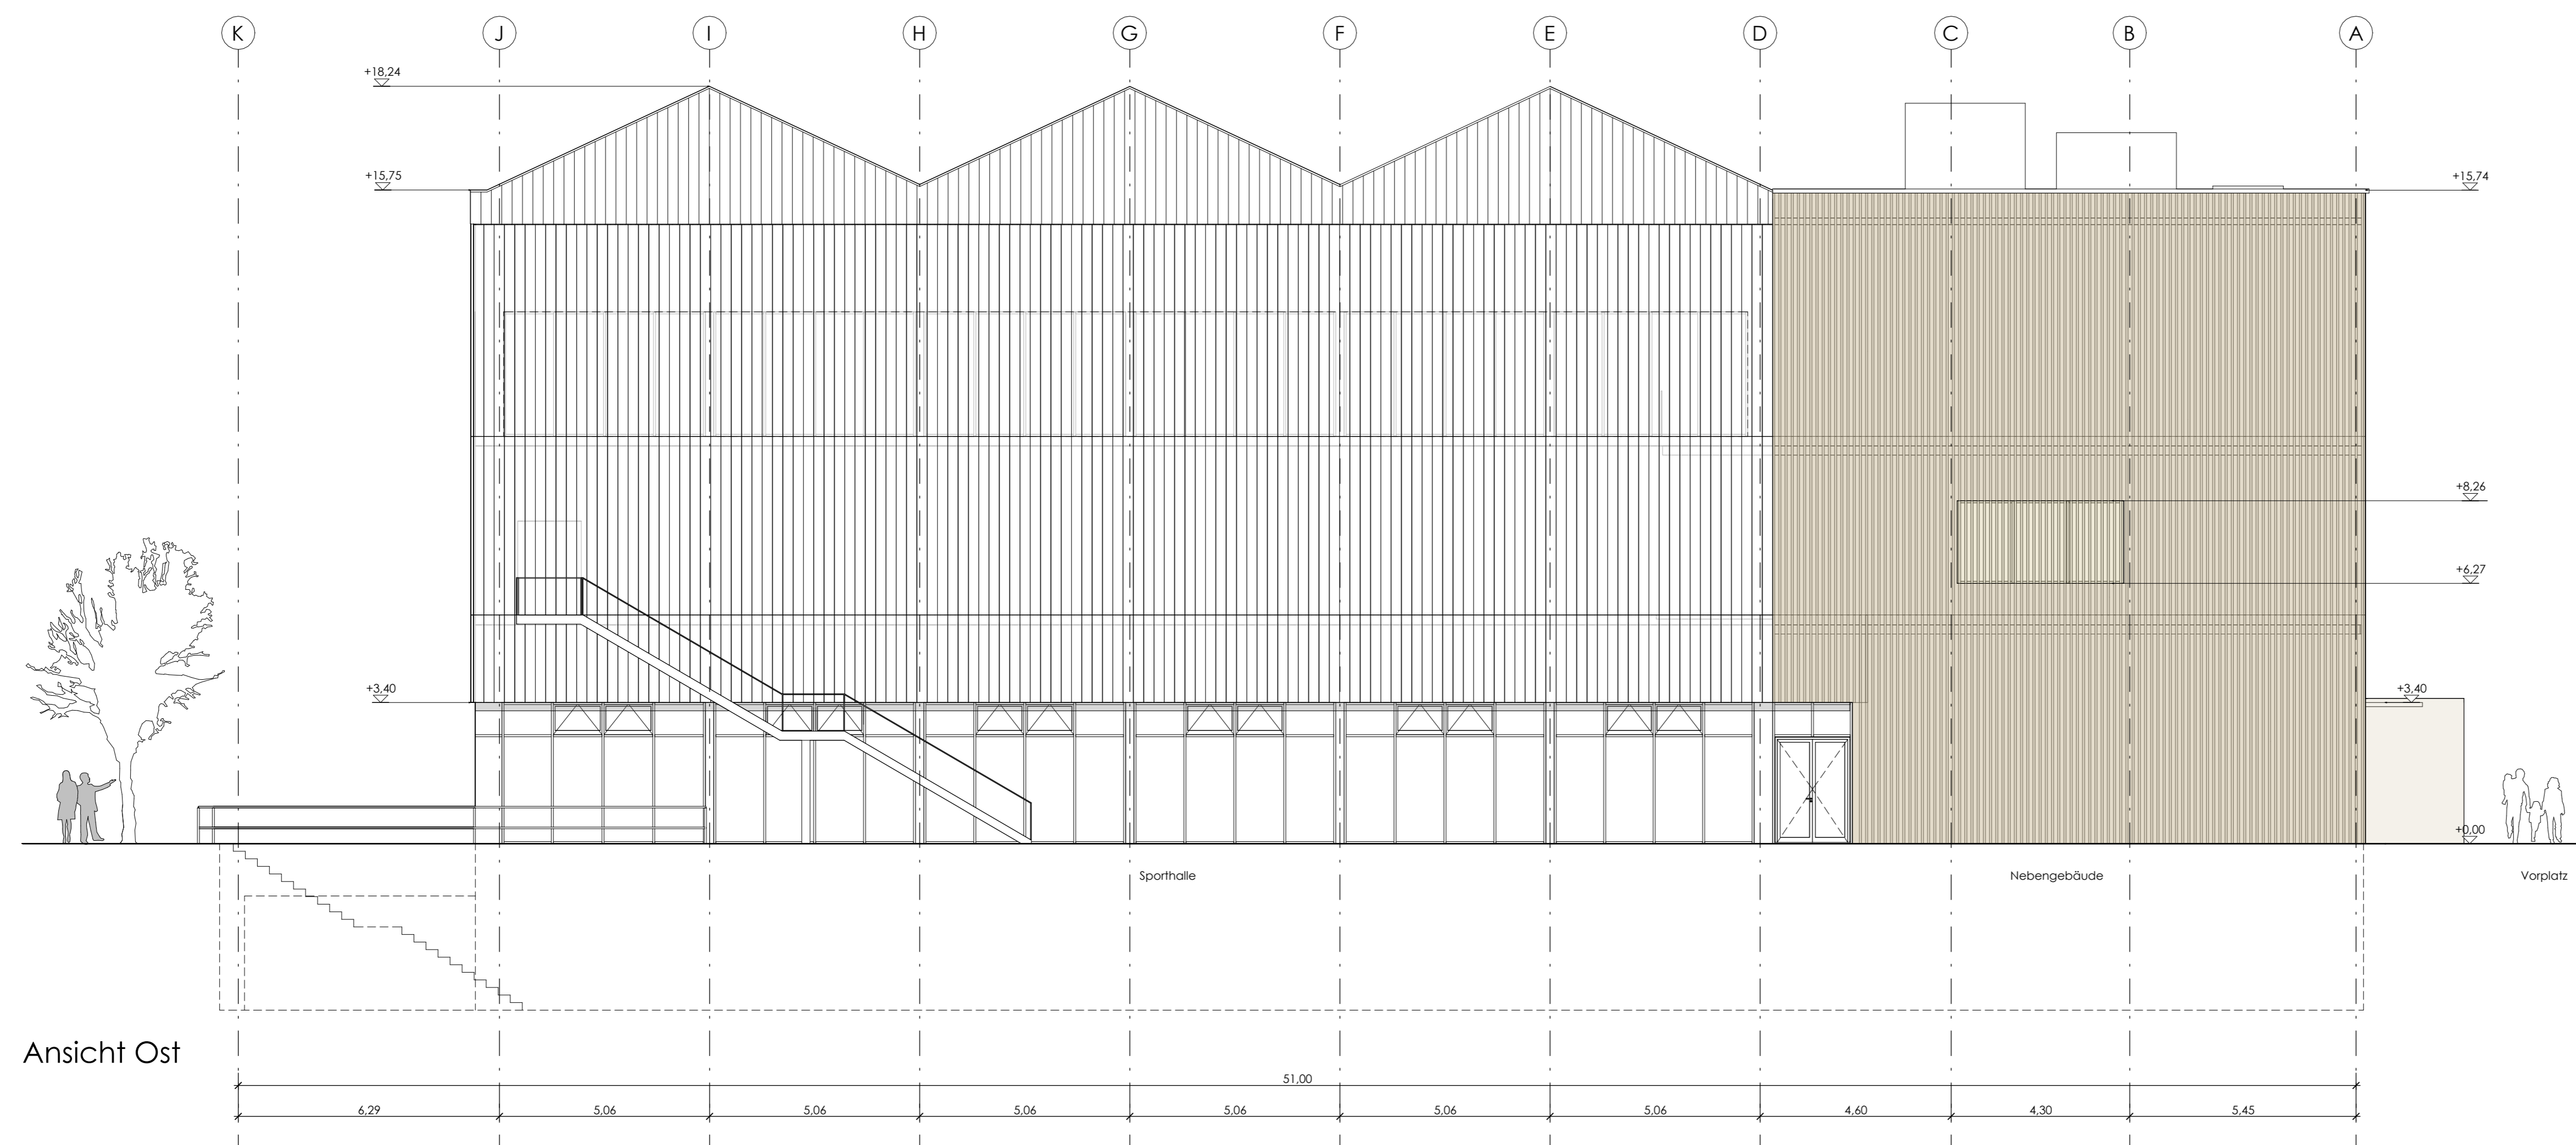 K J I H G F E D C B A
+18,24
+15,75
+15,74
+8,26
+6,27
+3,40
+3,40
+0,00
Sporthalle Nebengebäude Vorplatz
Ansicht Ost
51,00
6,29 5,06 5,06 5,06 5,06 5,06 5,06 4,60 4,30 5,45